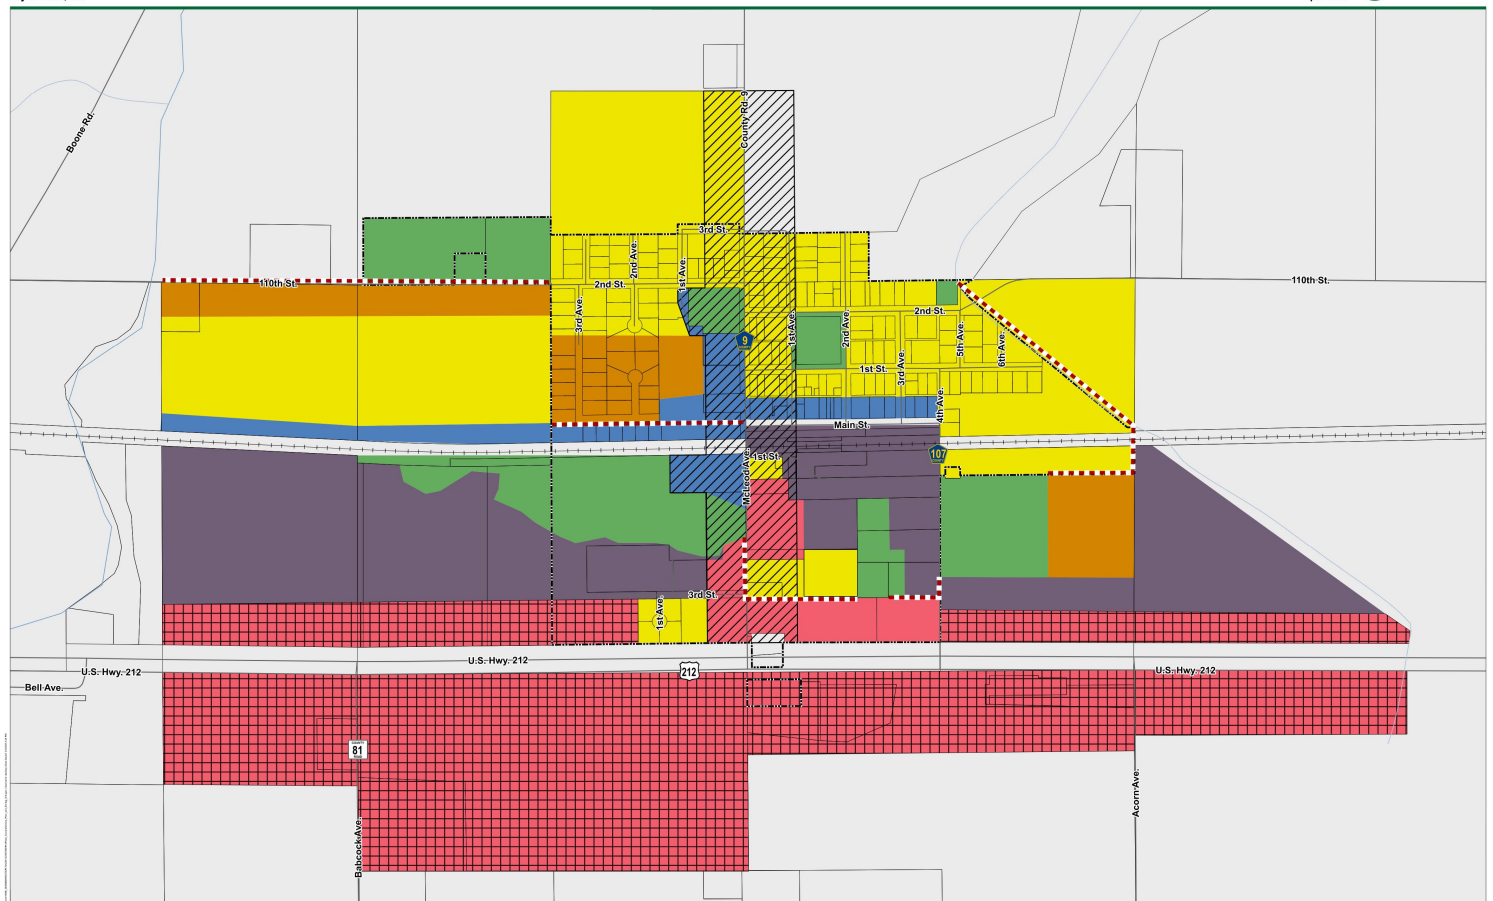 Boone Rd.
County Rd 9
3rd St.
2nd Ave.
1st Ave.
110th St.
2nd St.
110th St.
3rd Ave.
2nd St.
9
1st Ave.
2nd Ave.
5th Ave.
6th Ave.
3rd Ave.
1st St.
4th Ave.
Main St.
107
McLeod Ave.
1st St.
3rd St.
1st Ave.
U.S. Hwy. 212
U.S. Hwy. 212
212
U.S. Hwy. 212
Bell Ave.
81
Acorn Ave.
Babcock Ave.